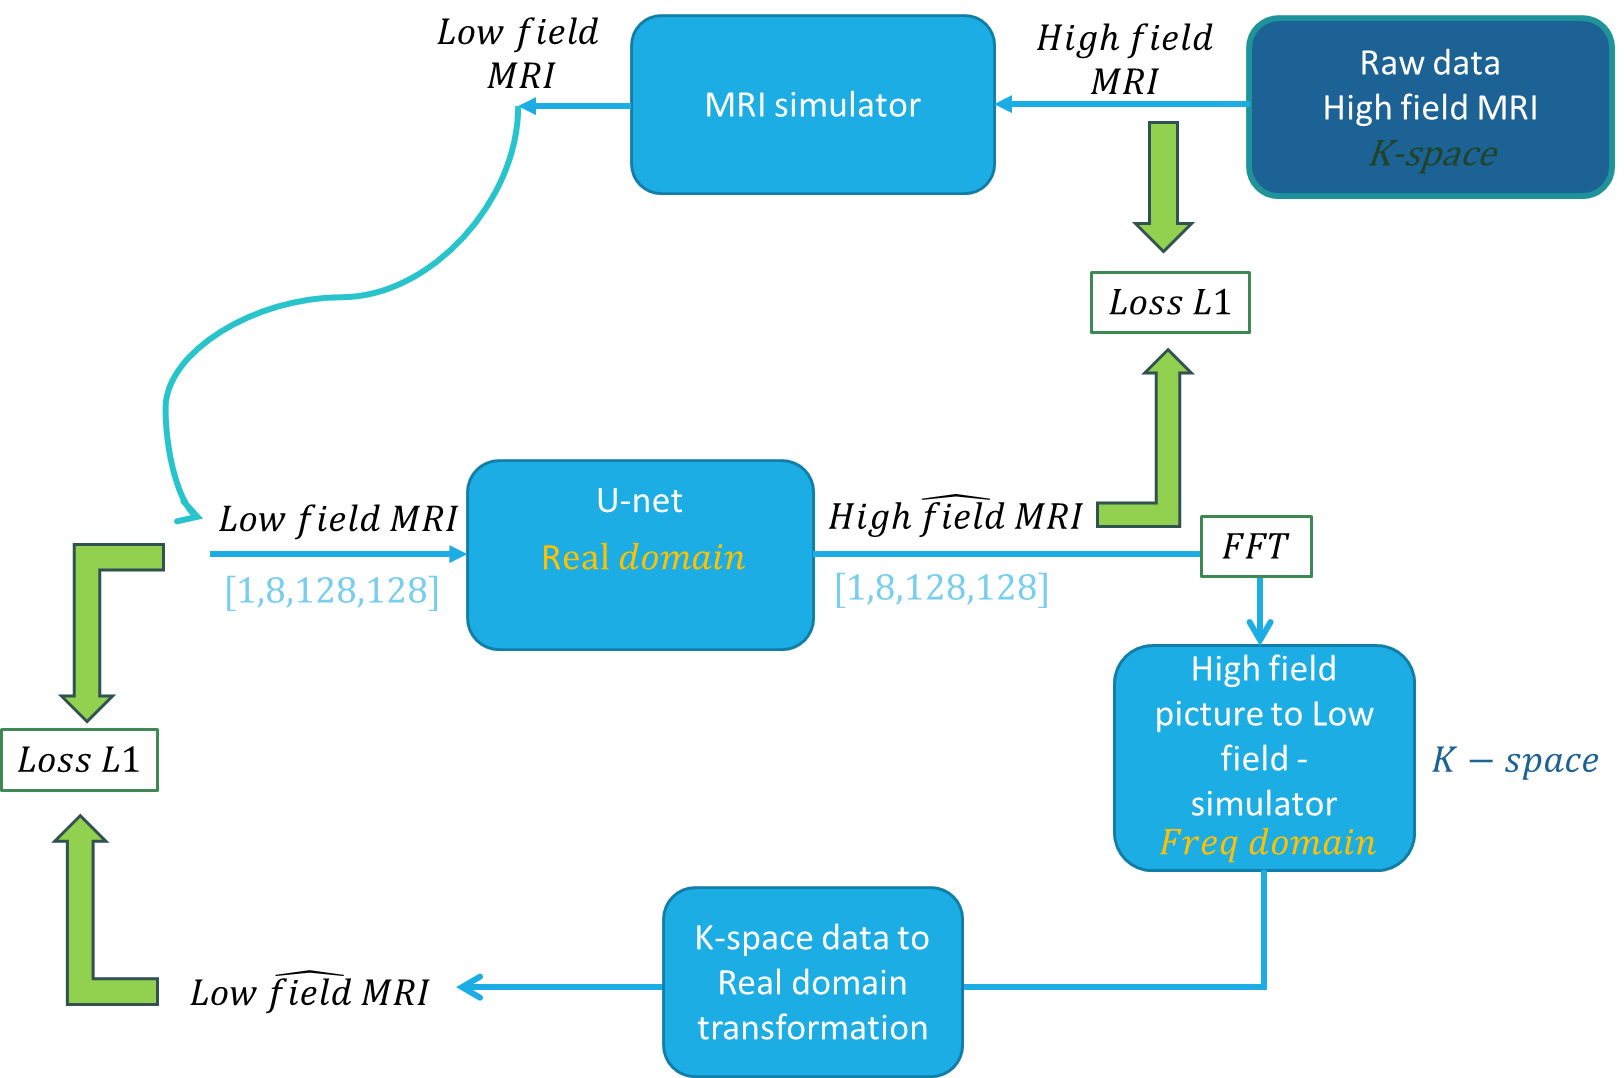 Low field
MRI
MRI simulator
High field
MRI
Raw data
High field MRI
K-space
Loss L1
Low field MRI
[1,8,128,128]
U-net
Real domain
High \widehat{field} MRI
[1,8,128,128]
FFT
High field
picture to Low
field -
simulator
Freq domain
K − space
Loss L1
K-space data to
Real domain
transformation
Low \widehat{field} MRI